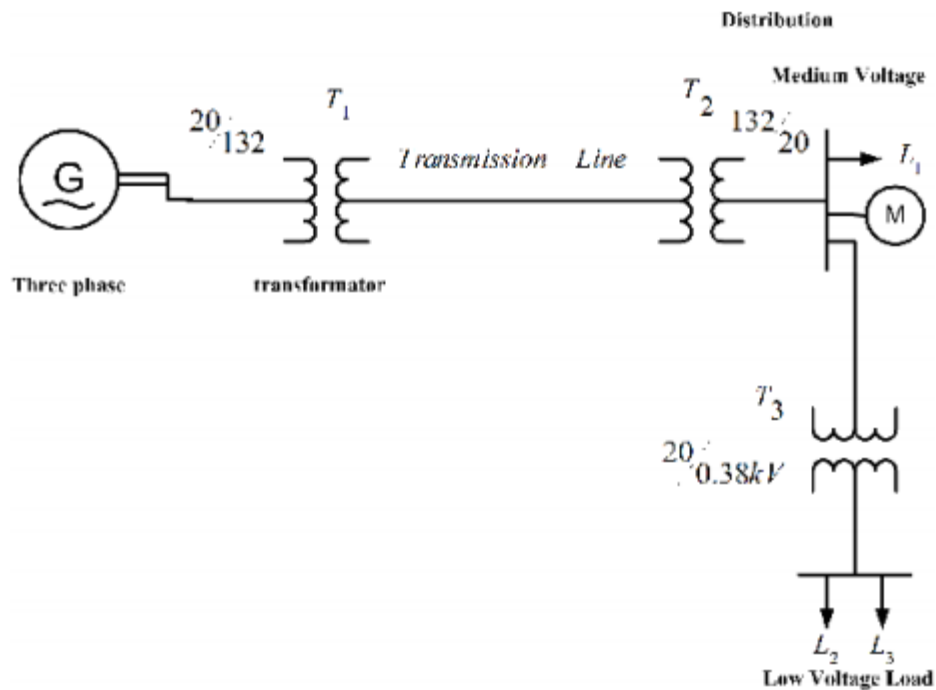 Distribution
Medium Voltage
T1
T2
20/132
132/20
Transmission Line
L1
G
M
Three phase
transformator
T3
20/0.38kV
L2
L3
Low Voltage Load